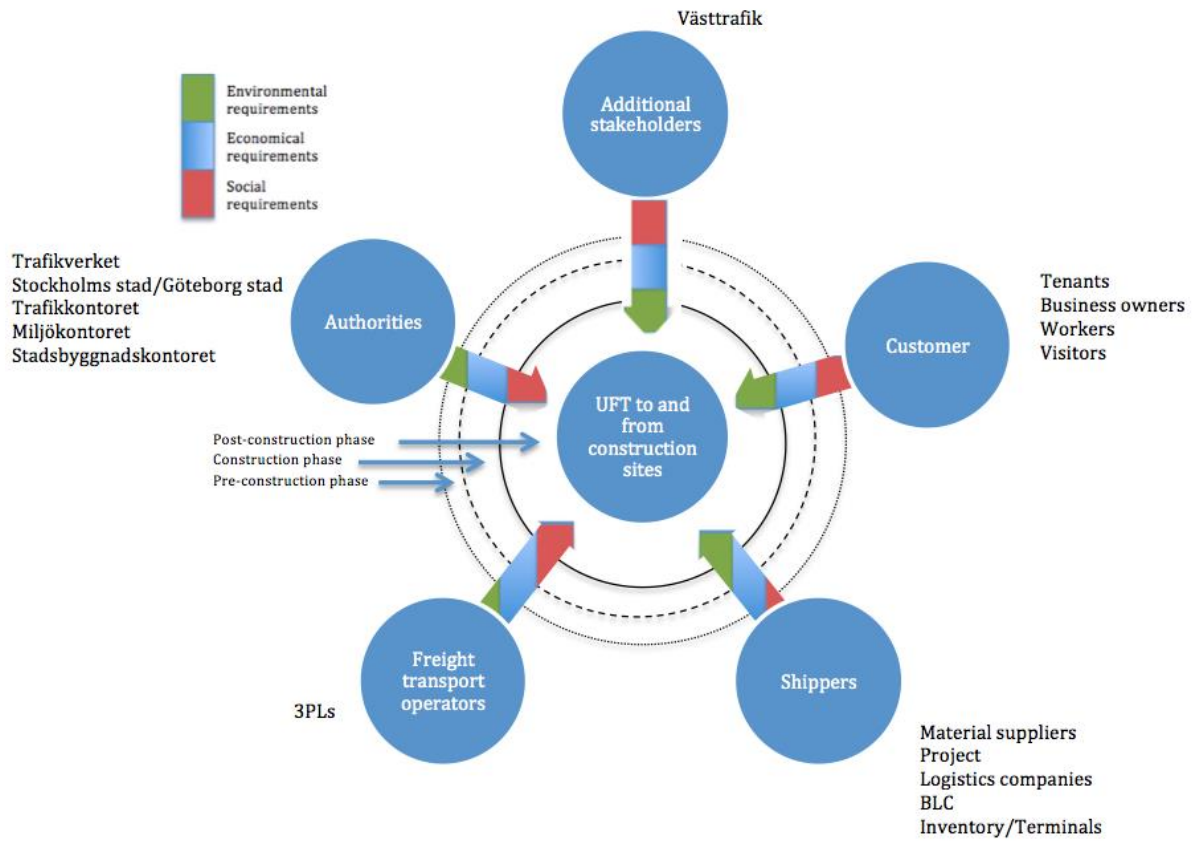 Västtrafik
Environmental
requirements
Economical
requirements
Social
requirements
Additional
stakeholders
Trafikverket
Stockholms stad/Göteborg stad
Trafikkontoret
Miljökontoret
Stadsbyggnadskontoret
Authorities
Customer
Tenants
Business owners
Workers
Visitors
UFT to and
from
construction
sites
Post-construction phase
Construction phase
Pre-construction phase
Freight
transport
operators
3PLs
Shippers
Material suppliers
Project
Logistics companies
BLC
Inventory/Terminals